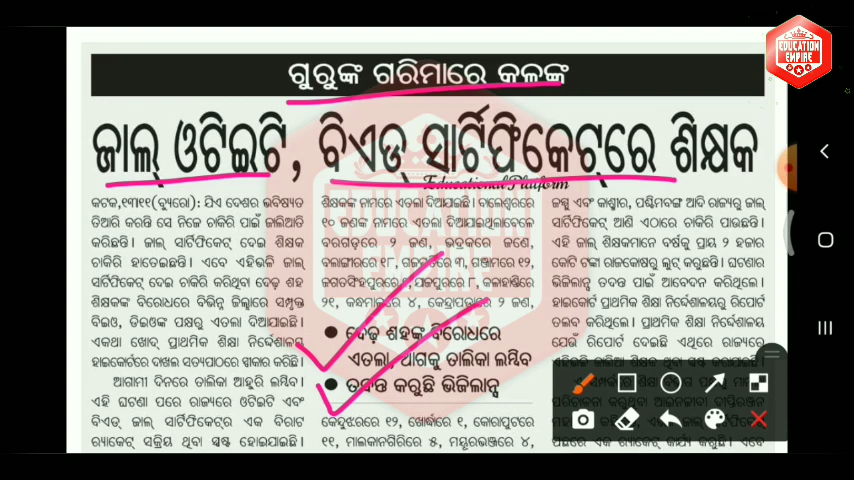 EDUCATION
EMPIRE
ଗୁରୁଙ୍କ ଗରିମାରେ କଳଙ୍କ
ଜାଲ୍ ଓଟିଇଟି, ବିଏଡ୍ ସାର୍ଟିଫିକେଟ୍‌ରେ ଶିକ୍ଷକ
Educational Platform
କଟକ,୧୩।୧୧(ବ୍ୟୁରୋ): ଯିଏ ଦେଶର ଭବିଷ୍ୟତ
ତିଆରି କରନ୍ତି ସେ ନିଜେ ଚାକିରି ପାଇଁ ଜାଲିଆତି
କରିଛନ୍ତି। ଜାଲ୍ ସାର୍ଟିଫିକେଟ୍ ଦେଇ ଶିକ୍ଷକ
ଚାକିରି ହାତେଇଛନ୍ତି। ଏବେ ଏହିଭଳି ଜାଲ୍
ସାର୍ଟିଫିକେଟ୍ ଦେଇ ଚାକିରି କରିଥିବା ଦେଢ଼ ଶହ
ଶିକ୍ଷକଙ୍କ ବିରୋଧରେ ବିଭିନ୍ନ ଜିଲ୍ଲାରେ ସମ୍ପୃକ୍ତ
ବିଇଓ, ଡିଇଓଙ୍କ ପକ୍ଷରୁ ଏତଲା ଦିଆଯାଇଛି।
ଏକଥା ଖୋଦ୍ ପ୍ରାଥମିକ ଶିକ୍ଷା ନିର୍ଦ୍ଦେଶାଳୟ
ହାଇକୋର୍ଟରେ ଦାଖଲ ସତ୍ୟପାଠରେ ସ୍ୱୀକାର କରିଛି।
ଆଗାମୀ ଦିନରେ ତାଲିକା ଆହୁରି ଲମ୍ବିବ।
ଏହି ଘଟଣା ପରେ ରାଜ୍ୟରେ ଓଟିଇଟି ଏବଂ
ବିଏଡ୍ ଜାଲ୍ ସାର୍ଟିଫିକେଟ୍‌ର ଏକ ବିରାଟ
ର‍୍ୟାକେଟ୍ ସକ୍ରିୟ ଥିବା ସ୍ପଷ୍ଟ ହୋଇଯାଇଛି।
ଶିକ୍ଷକଙ୍କ ନାମରେ ଏତଲା ଦିଆଯାଇଛି। ବାଲେଶ୍ୱରରେ
୧୦ ଜଣଙ୍କ ନାମରେ ଏତଲା ଦିଆଯାଇଥିଲାବେଳେ
ବରଗଡ଼ରେ ୨ ଜଣ, ଭଦ୍ରକରେ ଜଣେ,
ବଲାଙ୍ଗୀରରେ ୧୮, ଗଜପତିରେ ୩, ଗଞ୍ଜାମରେ ୧୨,
ଜଗତସିଂହପୁରରେ ଯାଜପୁରରେ ୮, କଳାହାଣ୍ଡିରେ
୨୧, କନ୍ଧମାଳରେ ୪, କେନ୍ଦ୍ରାପଡ଼ାରେ ୨ ଜଣ,
● ଦେଢ଼ ଶହଙ୍କ ବିରୋଧରେ
ଏତଲା, ଆଗକୁ ତାଲିକା ଲମ୍ବିବ
● ତଦନ୍ତ କରୁଛି ଭିଜିଲାନ୍ସ
କେନ୍ଦୁଝରରେ ୧୨, ଖୋର୍ଦ୍ଧାରେ ୧, କୋରାପୁଟରେ
୧୧, ମାଲକାନଗିରିରେ ୫, ମୟୂରଭଞ୍ଜରେ ୪,
ଜମ୍ମୁ ଏବଂ କାଶ୍ମୀର, ପଶ୍ଚିମବଙ୍ଗ ଆଦି ରାଜ୍ୟରୁ ଜାଲ୍
ସାର୍ଟିଫିକେଟ୍ ଆଣି ଏଠାରେ ଚାକିରି ପାଉଛନ୍ତି।
ଏହି ଜାଲ୍ ଶିକ୍ଷକମାନେ ବର୍ଷକୁ ପ୍ରାୟ ୨ ହଜାର
କୋଟି ଟଙ୍କା ରାଜକୋଷରୁ ଲୁଟ୍ କରୁଛନ୍ତି। ଘଟଣାର
ଭିଜିଲାନ୍ସ ତଦନ୍ତ ପାଇଁ ଆବେଦନ କରିଥିଲେ।
ହାଇକୋର୍ଟ ପ୍ରାଥମିକ ଶିକ୍ଷା ନିର୍ଦ୍ଦେଶାଳୟରୁ ରିପୋର୍ଟ
ତଲବ କରିଥିଲେ। ପ୍ରାଥମିକ ଶିକ୍ଷା ନିର୍ଦ୍ଦେଶାଳୟ
ଯେଉଁ ରିପୋର୍ଟ ଦେଇଛି ଏଥିରେ ରାଜ୍ୟରେ